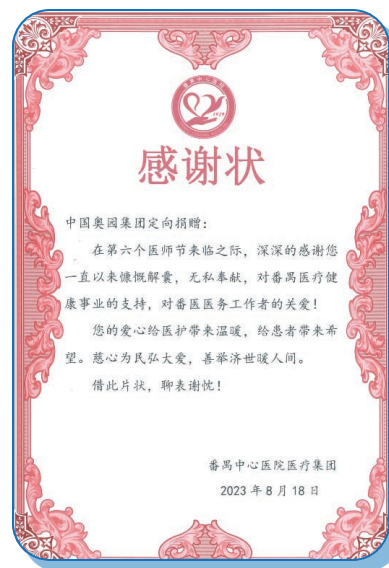 感谢状
中国奥园集团定向捐赠：
在第六个医师节来临之际，深深的感谢您
一直以来慷慨解囊，无私奉献，对番禺医疗健
康事业的支持，对番医医务工作者的关爱！
您的爱心给医护带来温暖，给患者带来希
望。慈心为民弘大爱，善举济世暖人间。
借此片状，聊表谢忱！
番禺中心医院医疗集团
2023年8月18日